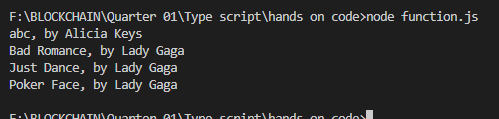 F:\BLOCKCHAIN\Quarter 01\Type script\hands on code>node function.js
abc, by Alicia Keys
Bad Romance, by Lady Gaga
Just Dance, by Lady Gaga
Poker Face, by Lady Gaga
F:\BLOCKCHAIN\Quarter 01\Type script\hands on code>